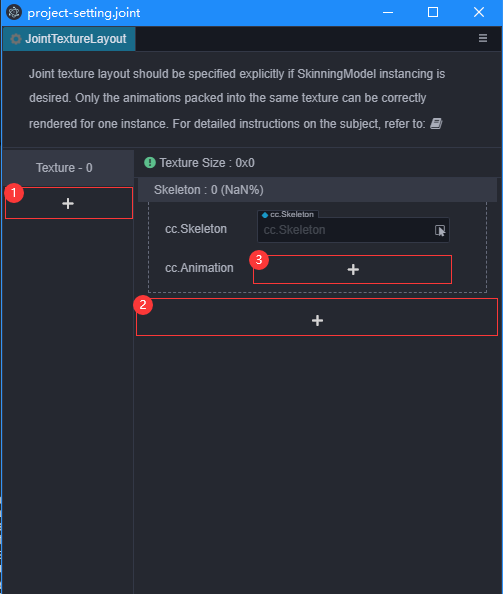 project-setting.joint
JointTextureLayout
Joint texture layout should be specified explicitly if SkinningModel instancing is
desired. Only the animations packed into the same texture can be correctly
rendered for one instance. For detailed instructions on the subject, refer to:
Texture - 0
Texture Size : 0x0
1
Skeleton : 0 (NaN%)
cc.Skeleton
cc.Skeleton
cc.Skeleton
cc.Animation
3
2